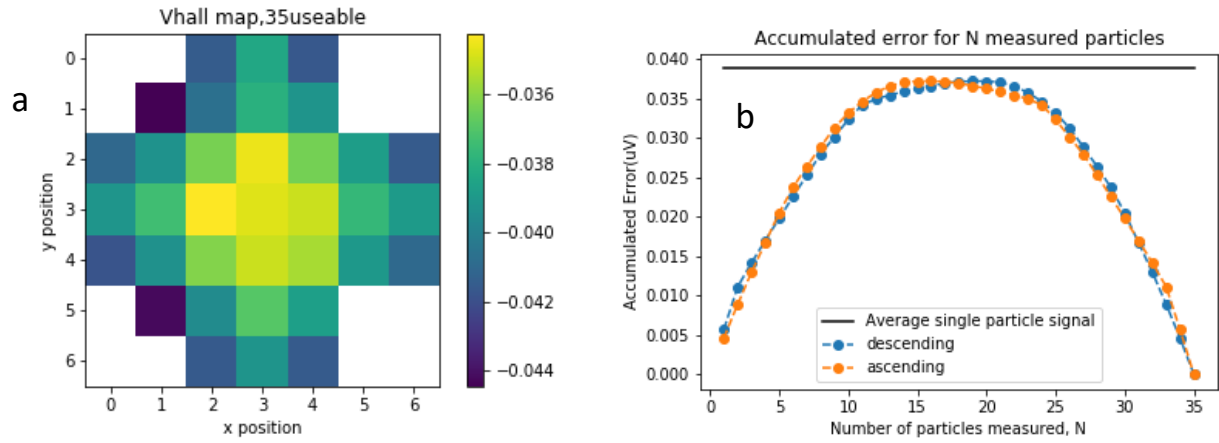 Vhall map,35useable
a
0
1
2
3
4
5
6
y position
0 1 2 3 4 5 6
x position
−0.036
−0.038
−0.040
−0.042
−0.044
Accumulated error for N measured particles
b
0.040
0.035
0.030
0.025
0.020
0.015
0.010
0.005
0.000
Accumulated Error(uV)
Average single particle signal
descending
ascending
0 5 10 15 20 25 30 35
Number of particles measured, N